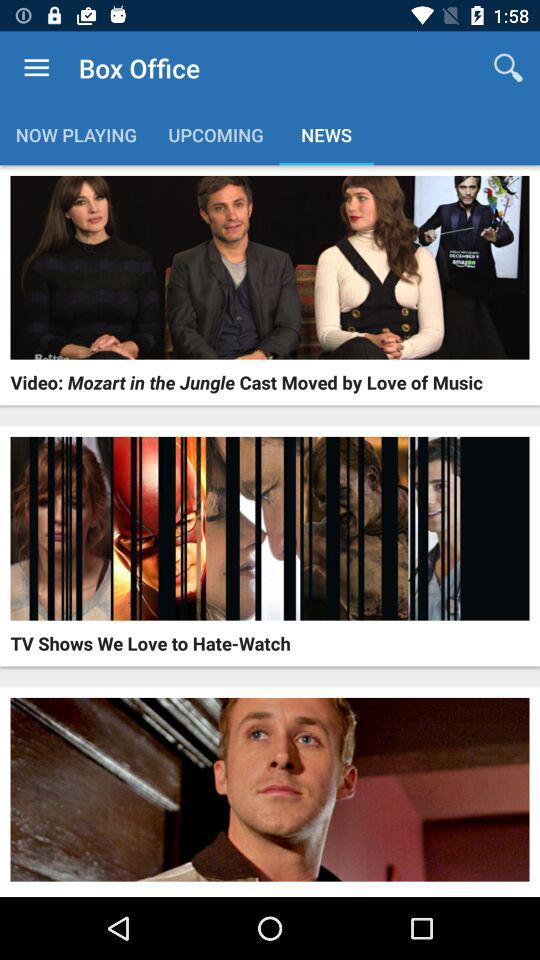 1:58
Box Office
NOW PLAYING
UPCOMING
NEWS
DECEMBER 9
amazon
Video: Mozart in the Jungle Cast Moved by Love of Music
TV Shows We Love to Hate-Watch